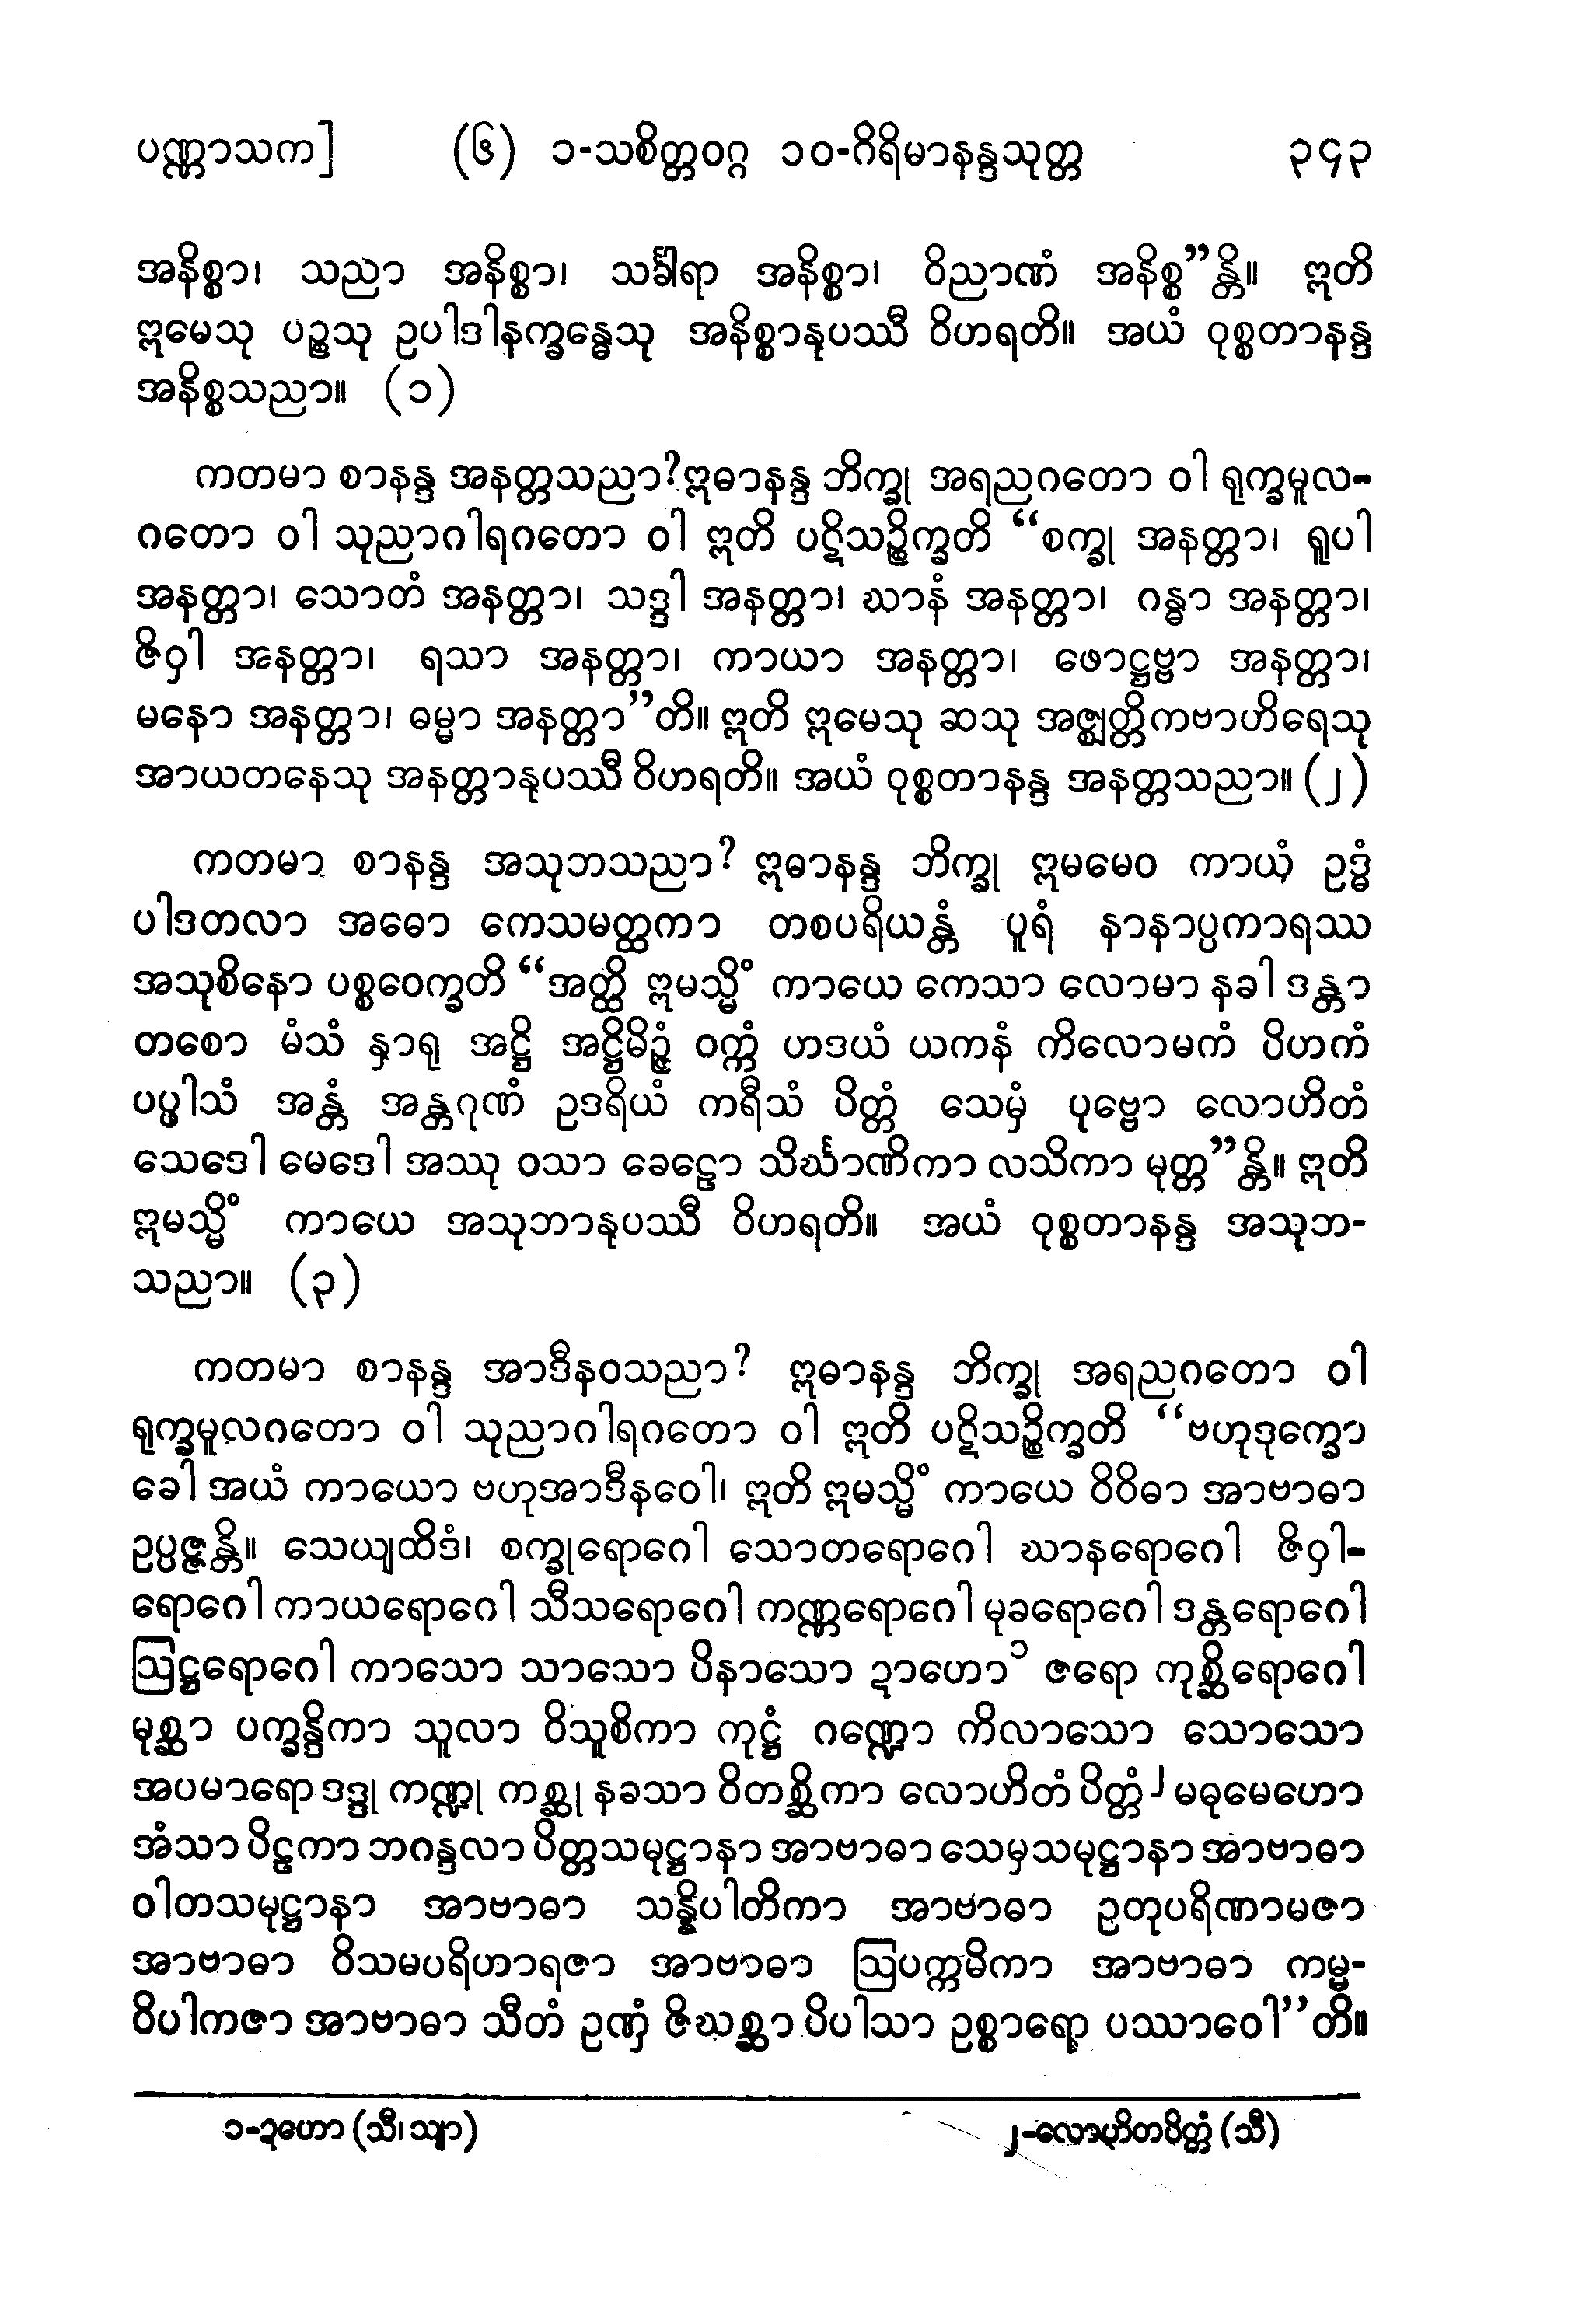 ပဏ္ဏာသက] (၆) ၁-သစိတ္တဝဂ္ဂ ၁၀-ဂိရိမာနန္ဒသုတ္တ ၃၄၃
အနိစ္စာ၊ သညာ အနိစ္စာ၊ သင်္ခါရာ အနိစ္စာ၊ ဝိညာဏံ အနိစ္စ”န္တိ။ ဣတိ
ဣမေသု ပဉ္စသု ဥပါဒါနက္ခန္ဓေသု အနိစ္စာနုပဿီ ဝိဟရတိ။ အယံ ဝုစ္စတာနန္ဒ
အနိစ္စသညာ။ (၁)
ကတမာ စာနန္ဒ အနတ္တသညာ? ဣဓာနန္ဒ ဘိက္ခု အရညဂတော ဝါ ရုက္ခမူလ-
ဂတော ဝါ သုညာဂါရဂတော ဝါ ဣတိ ပဋိသဉ္စိက္ခတိ “စက္ခု အနတ္တာ၊ ရူပါ
အနတ္တာ၊ သောတံ အနတ္တာ၊ သဒ္ဒါ အနတ္တာ၊ ဃာနံ အနတ္တာ၊ ဂန္ဓာ အနတ္တာ၊
ဇိဝှါ အနတ္တာ၊ ရသာ အနတ္တာ၊ ကာယာ အနတ္တာ၊ ဖောဋ္ဌဗ္ဗာ အနတ္တာ၊
မနော အနတ္တာ၊ ဓမ္မာ အနတ္တာ”တိ။ ဣတိ ဣမေသု ဆသု အဇ္ဈတ္တိကဗာဟိရေသု
အာယတနေသု အနတ္တာနုပဿီ ဝိဟရတိ။ အယံ ဝုစ္စတာနန္ဒ အနတ္တသညာ။ (၂)
ကတမာ စာနန္ဒ အသုဘသညာ? ဣဓာနန္ဒ ဘိက္ခု ဣမမေဝ ကာယံ ဥဒ္ဓံ
ပါဒတလာ အဓော ကေသမတ္ထကာ တစပရိယန္တံ ပူရံ နာနာပ္ပကာရဿ
အသုစိနော ပစ္စဝေက္ခတိ “အတ္ထိ ဣမသ္မိံ ကာယေ ကေသာ လောမာ နခါ ဒန္တာ
တစော မံသံ နှာရု အဋ္ဌိ အဋ္ဌိမိဉ္ဇံ ဝက္ကံ ဟဒယံ ယကနံ ကိလောမကံ ပိဟကံ
ပပ္ဖါသံ အန္တံ အန္တဂုဏံ ဥဒရိယံ ကရီသံ ပိတ္တံ သေမှံ ပုဗ္ဗော လောဟိတံ
သေဒေါ မေဒေါ အဿု ဝသာ ခေဠော သိင်္ဃာဏိကာ လသိကာ မုတ္တ”န္တိ။ ဣတိ
ဣမသ္မိံ ကာယေ အသုဘာနုပဿီ ဝိဟရတိ။ အယံ ဝုစ္စတာနန္ဒ အသုဘ-
သညာ။ (၃)
ကတမာ စာနန္ဒ အာဒီနဝသညာ? ဣဓာနန္ဒ ဘိက္ခု အရညဂတော ဝါ
ရုက္ခမူလဂတော ဝါ သုညာဂါရဂတော ဝါ ဣတိ ပဋိသဉ္စိက္ခတိ “ဗဟုဒုက္ခော
ခေါ အယံ ကာယော ဗဟုအာဒီနဝေါ၊ ဣတိ ဣမသ္မိံ ကာယေ ဝိဝိဓာ အာဗာဓာ
ဥပ္ပဇ္ဇန္တိ။ သေယျထိဒံ၊ စက္ခုရောဂေါ သောတရောဂေါ ဃာနရောဂေါ ဇိဝှါ-
ရောဂေါ ကာယရောဂေါ သီသရောဂေါ ကဏ္ဏရောဂေါ မုခရောဂေါ ဒန္တရောဂေါ
ဩဋ္ဌရောဂေါ ကာသော သာသော ပိနာသော ဍာဟော၁ ဇရော ကုစ္ဆိရောဂေါ
မုစ္ဆာ ပက္ခန္ဒိကာ သူလာ ဝိသူစိကာ ကုဋ္ဌံ ဂဏ္ဍော ကိလာသော သောသော
အပမာရော ဒဒ္ဒု ကဏ္ဍု ကစ္ဆု နခသာ ဝိတစ္ဆိကာ လောဟိတံ ပိတ္တံ၂ မဓုမေဟော
အံသာ ပိဠကာ ဘဂန္ဒလာ ပိတ္တသမုဋ္ဌာနာ အာဗာဓာ သေမှသမုဋ္ဌာနာ အာဗာဓာ
ဝါတသမုဋ္ဌာနာ အာဗာဓာ သန္နိပါတိကာ အာဗာဓာ ဥတုပရိဏာမဇာ
အာဗာဓာ ဝိသမပရိဟာရဇာ အာဗာဓာ ဩပက္ကမိကာ အာဗာဓာ ကမ္မ-
ဝိပါကဇာ အာဗာဓာ သီတံ ဥဏှံ ဇိဃစ္ဆာ ပိပါသာ ဥစ္စာရော ပဿာဝေါ”တိ။
၁-ဍဟော (သီ၊ သျာ) ၂-လောဟိတပိတ္တံ (သီ)